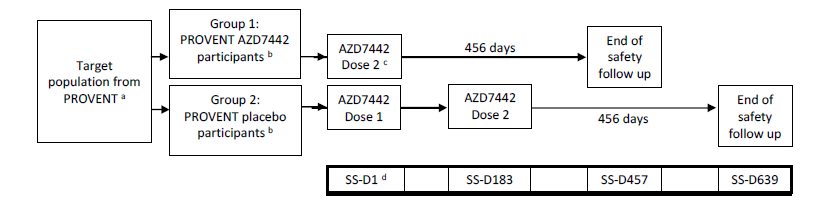 Target
population from
PROVENT a
Group 1:
PROVENT AZD7442
participants b
AZD7442
Dose 2 c
456 days
End of
safety
follow up
Group 2:
PROVENT placebo
participants b
AZD7442
Dose 1
AZD7442
Dose 2
456 days
End of
safety
follow up
SS-D1 d
SS-D183
SS-D457
SS-D639